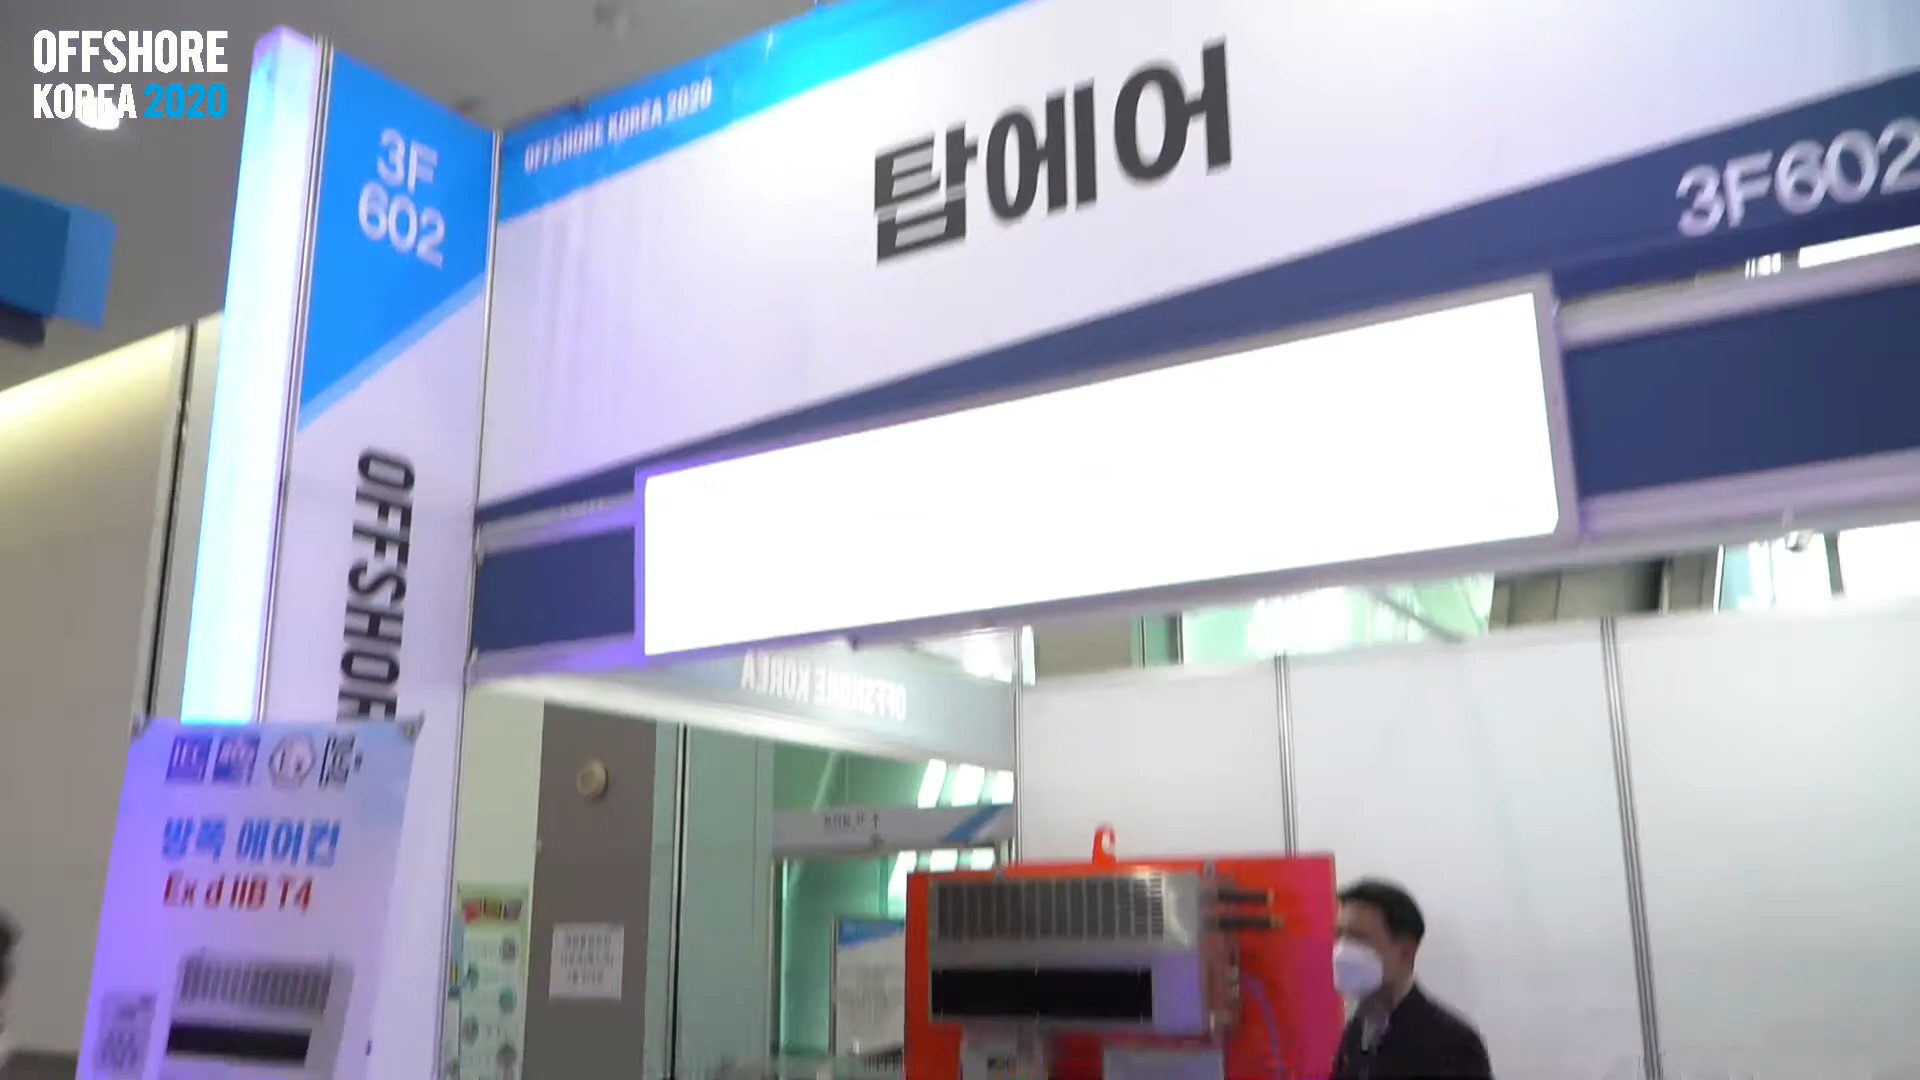 OFFSHORE
KOREA 2020
3F
602
OFFSHORE KOREA 2020
탑에어
3F602
OFFSHOR
OFFSHORE KOREA
방폭 에어컨
Ex d IIB T4